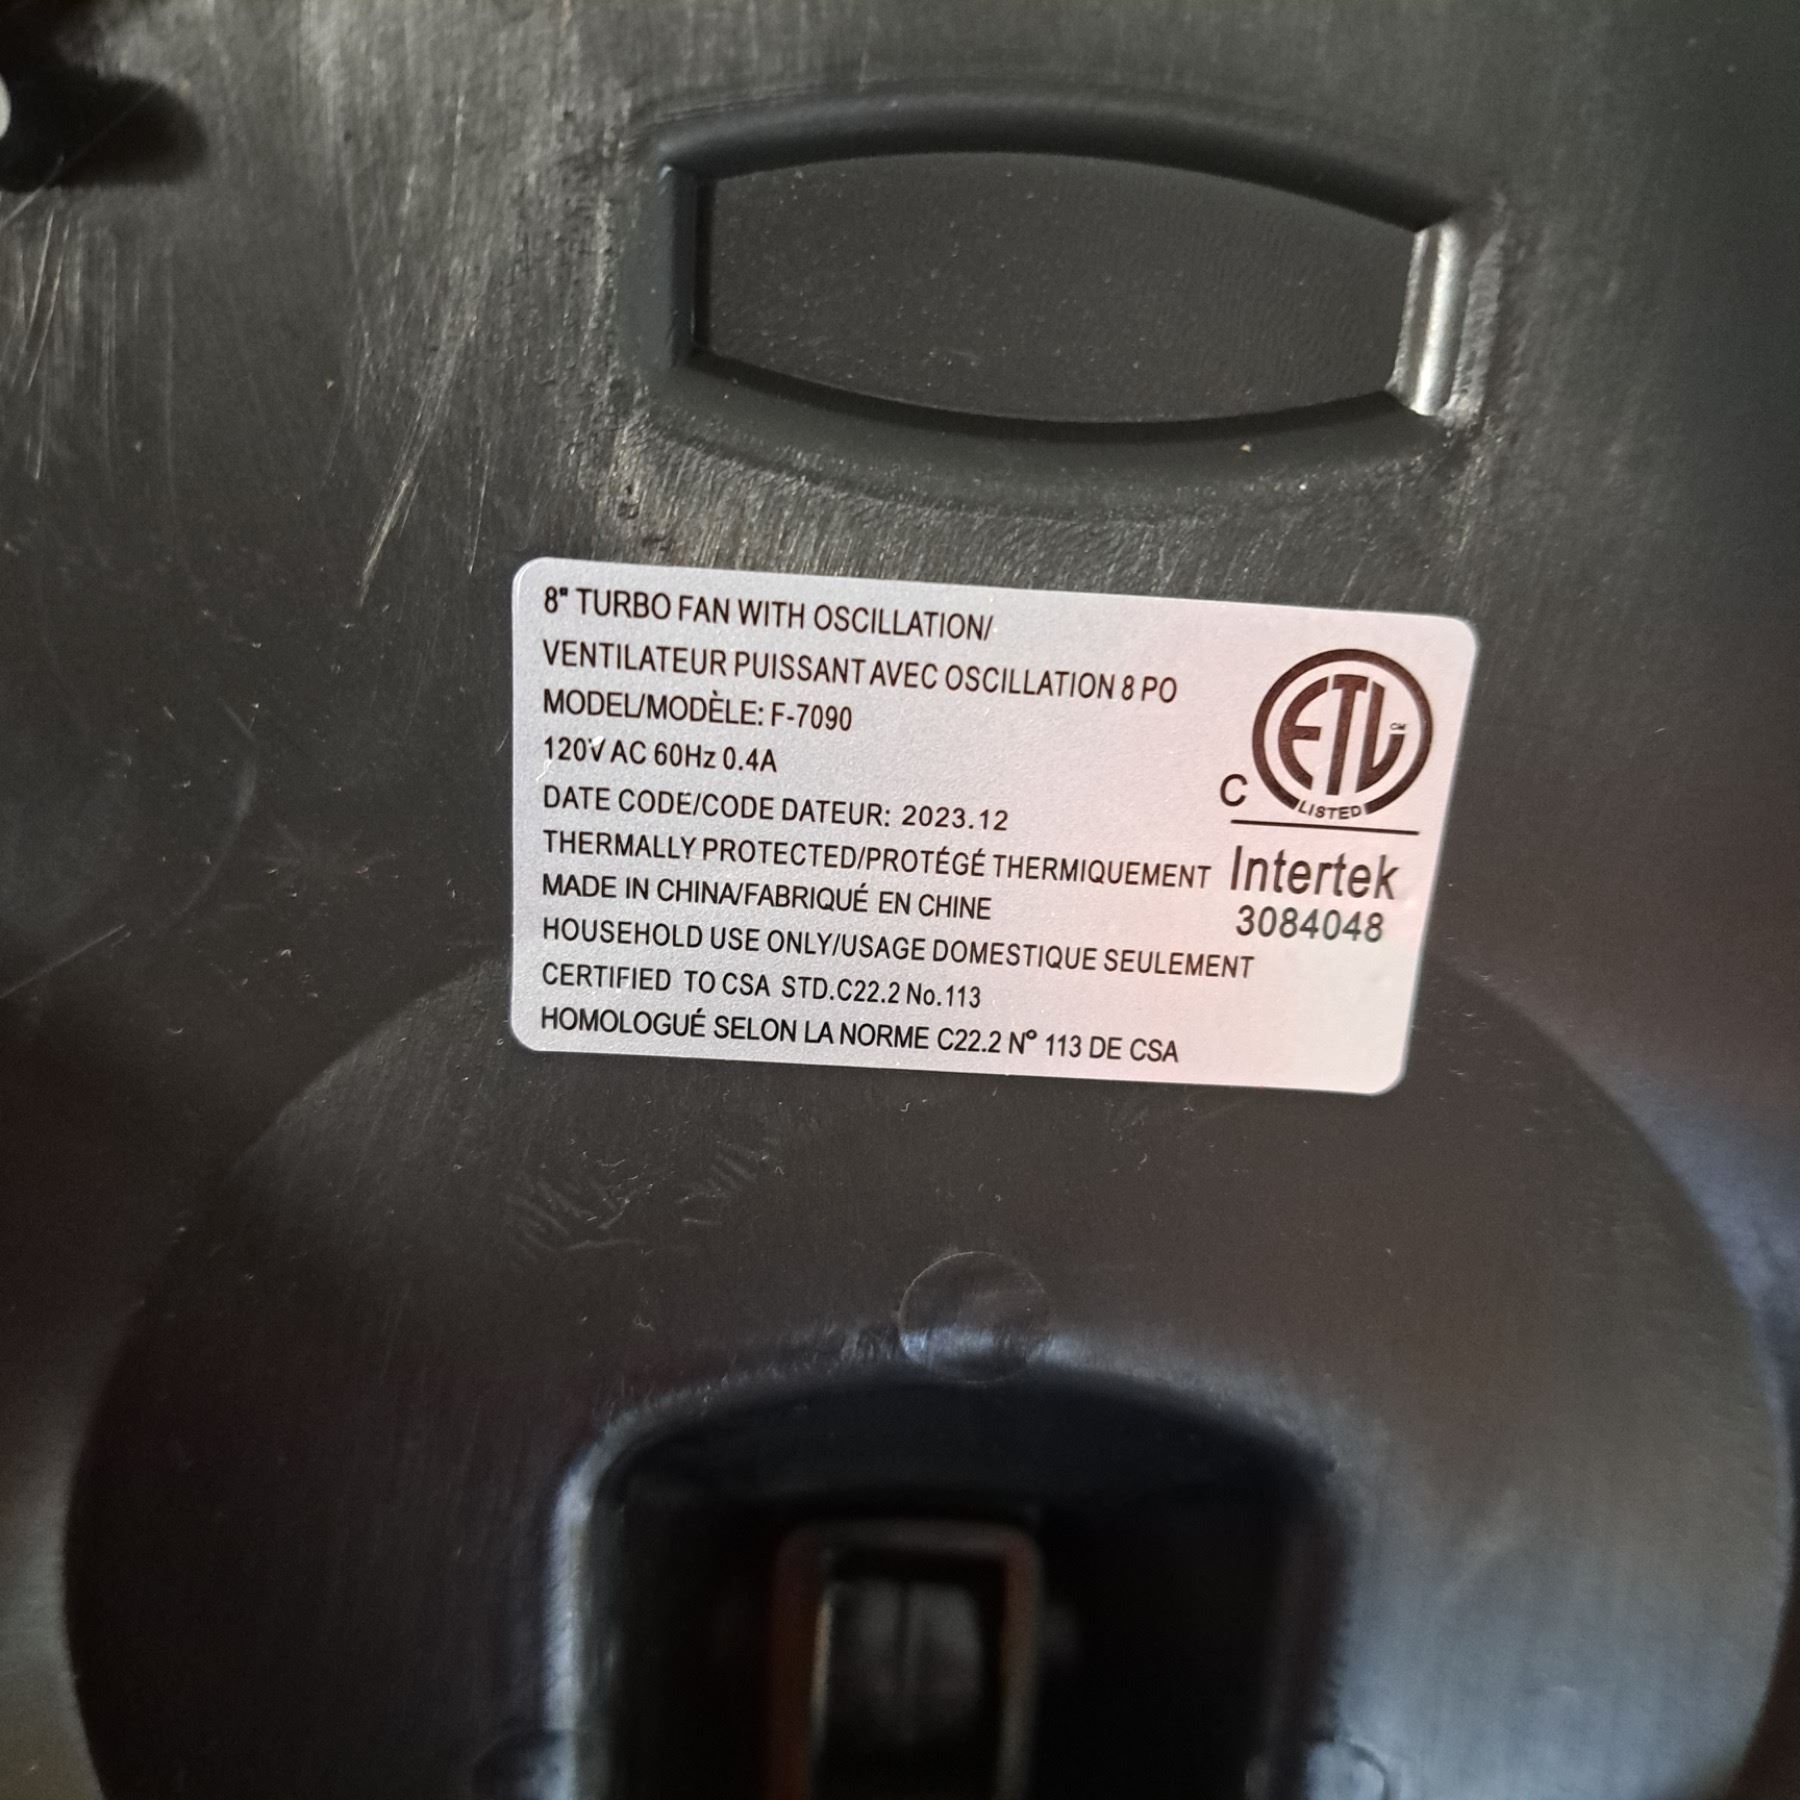 8" TURBO FAN WITH OSCILLATION/
VENTILATEUR PUISSANT AVEC OSCILLATION 8 PO
MODEL/MODÈLE: F-7090
120V AC 60Hz 0.4A
DATE CODE/CODE DATEUR: 2023.12
THERMALLY PROTECTED/PROTÉGÉ THERMIQUEMENT
MADE IN CHINA/FABRIQUÉ EN CHINE
HOUSEHOLD USE ONLY/USAGE DOMESTIQUE SEULEMENT
CERTIFIED TO CSA STD.C22.2 No.113
HOMOLOGUÉ SELON LA NORME C22.2 Nº 113 DE CSA
ETL CM
C LISTED
Intertek
3084048